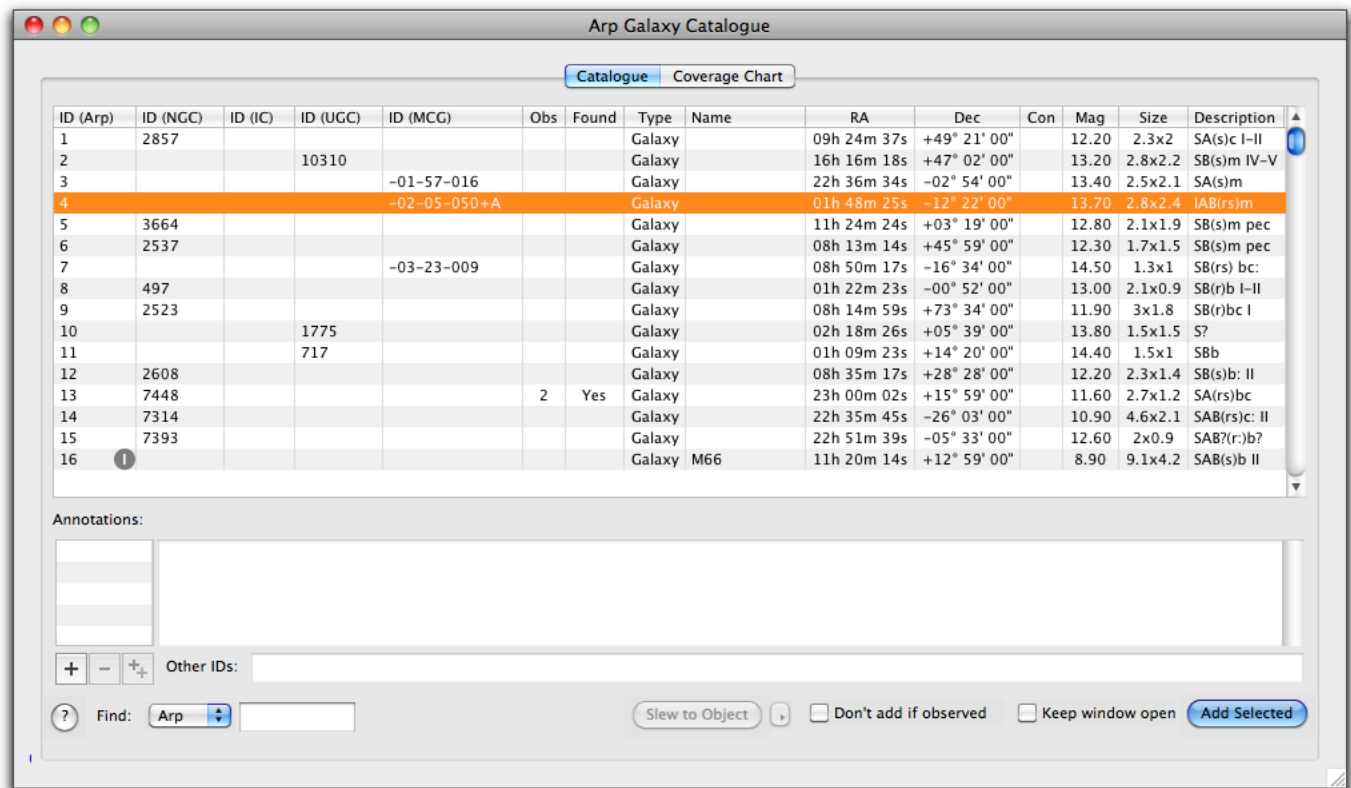 Arp Galaxy Catalogue
Catalogue Coverage Chart
ID (Arp) ID (NGC) ID (IC) ID (UGC) ID (MCG) Obs Found Type Name RA Dec Con Mag Size Description
1 2857 Galaxy 09h 24m 37s +49° 21' 00" 12.20 2.3x2 SA(s)c I-II
2 10310 Galaxy 16h 16m 18s +47° 02' 00" 13.20 2.8x2.2 SB(s)m IV-V
3 -01-57-016 Galaxy 22h 36m 34s -02° 54' 00" 13.40 2.5x2.1 SA(s)m
4 -02-05-050+A Galaxy 01h 48m 25s -12° 22' 00" 13.70 2.8x2.4 IAB(rs)m
5 3664 Galaxy 11h 24m 24s +03° 19' 00" 12.80 2.1x1.9 SB(s)m pec
6 2537 Galaxy 08h 13m 14s +45° 59' 00" 12.30 1.7x1.5 SB(s)m pec
7 -03-23-009 Galaxy 08h 50m 17s -16° 34' 00" 14.50 1.3x1 SB(rs) bc:
8 497 Galaxy 01h 22m 23s -00° 52' 00" 13.00 2.1x0.9 SB(r)b I-II
9 2523 Galaxy 08h 14m 59s +73° 34' 00" 11.90 3x1.8 SB(r)bc I
10 1775 Galaxy 02h 18m 26s +05° 39' 00" 13.80 1.5x1.5 S?
11 717 Galaxy 01h 09m 23s +14° 20' 00" 14.40 1.5x1 SBb
12 2608 Galaxy 08h 35m 17s +28° 28' 00" 12.20 2.3x1.4 SB(s)b: II
13 7448 2 Yes Galaxy 23h 00m 02s +15° 59' 00" 11.60 2.7x1.2 SA(rs)bc
14 7314 Galaxy 22h 35m 45s -26° 03' 00" 10.90 4.6x2.1 SAB(rs)c: II
15 7393 Galaxy 22h 51m 39s -05° 33' 00" 12.60 2x0.9 SAB?(r:)b?
16 I Galaxy M66 11h 20m 14s +12° 59' 00" 8.90 9.1x4.2 SAB(s)b II
Annotations:
+ - ++ Other IDs:
? Find: Arp Slew to Object Don't add if observed Keep window open Add Selected